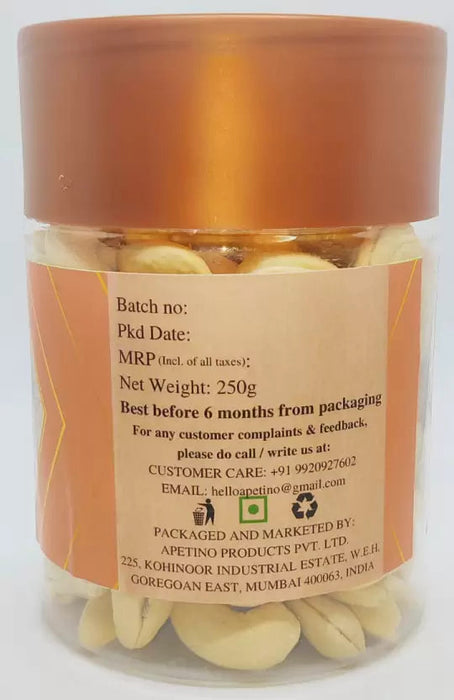 Batch no:
Pkd Date:
MRP (Incl. of all taxes):
Net Weight: 250g
Best before 6 months from packaging
For any customer complaints & feedback,
please do call / write us at:
CUSTOMER CARE: +91 9920927602
EMAIL: helloapetino@gmail.com
PACKAGED AND MARKETED BY:
APETINO PRODUCTS PVT. LTD.
225, KOHINOOR INDUSTRIAL ESTATE, W.E.H,
GOREGOAN EAST, MUMBAI 400063, INDIA